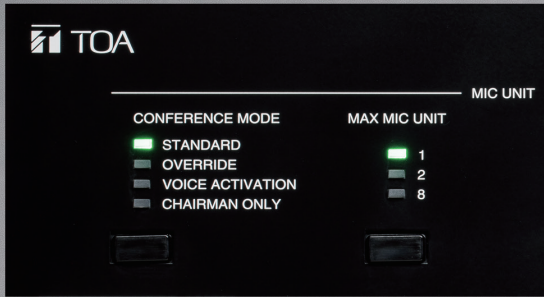 TOA
MIC UNIT
CONFERENCE MODE
STANDARD
OVERRIDE
VOICE ACTIVATION
CHAIRMAN ONLY
MAX MIC UNIT
1
2
8